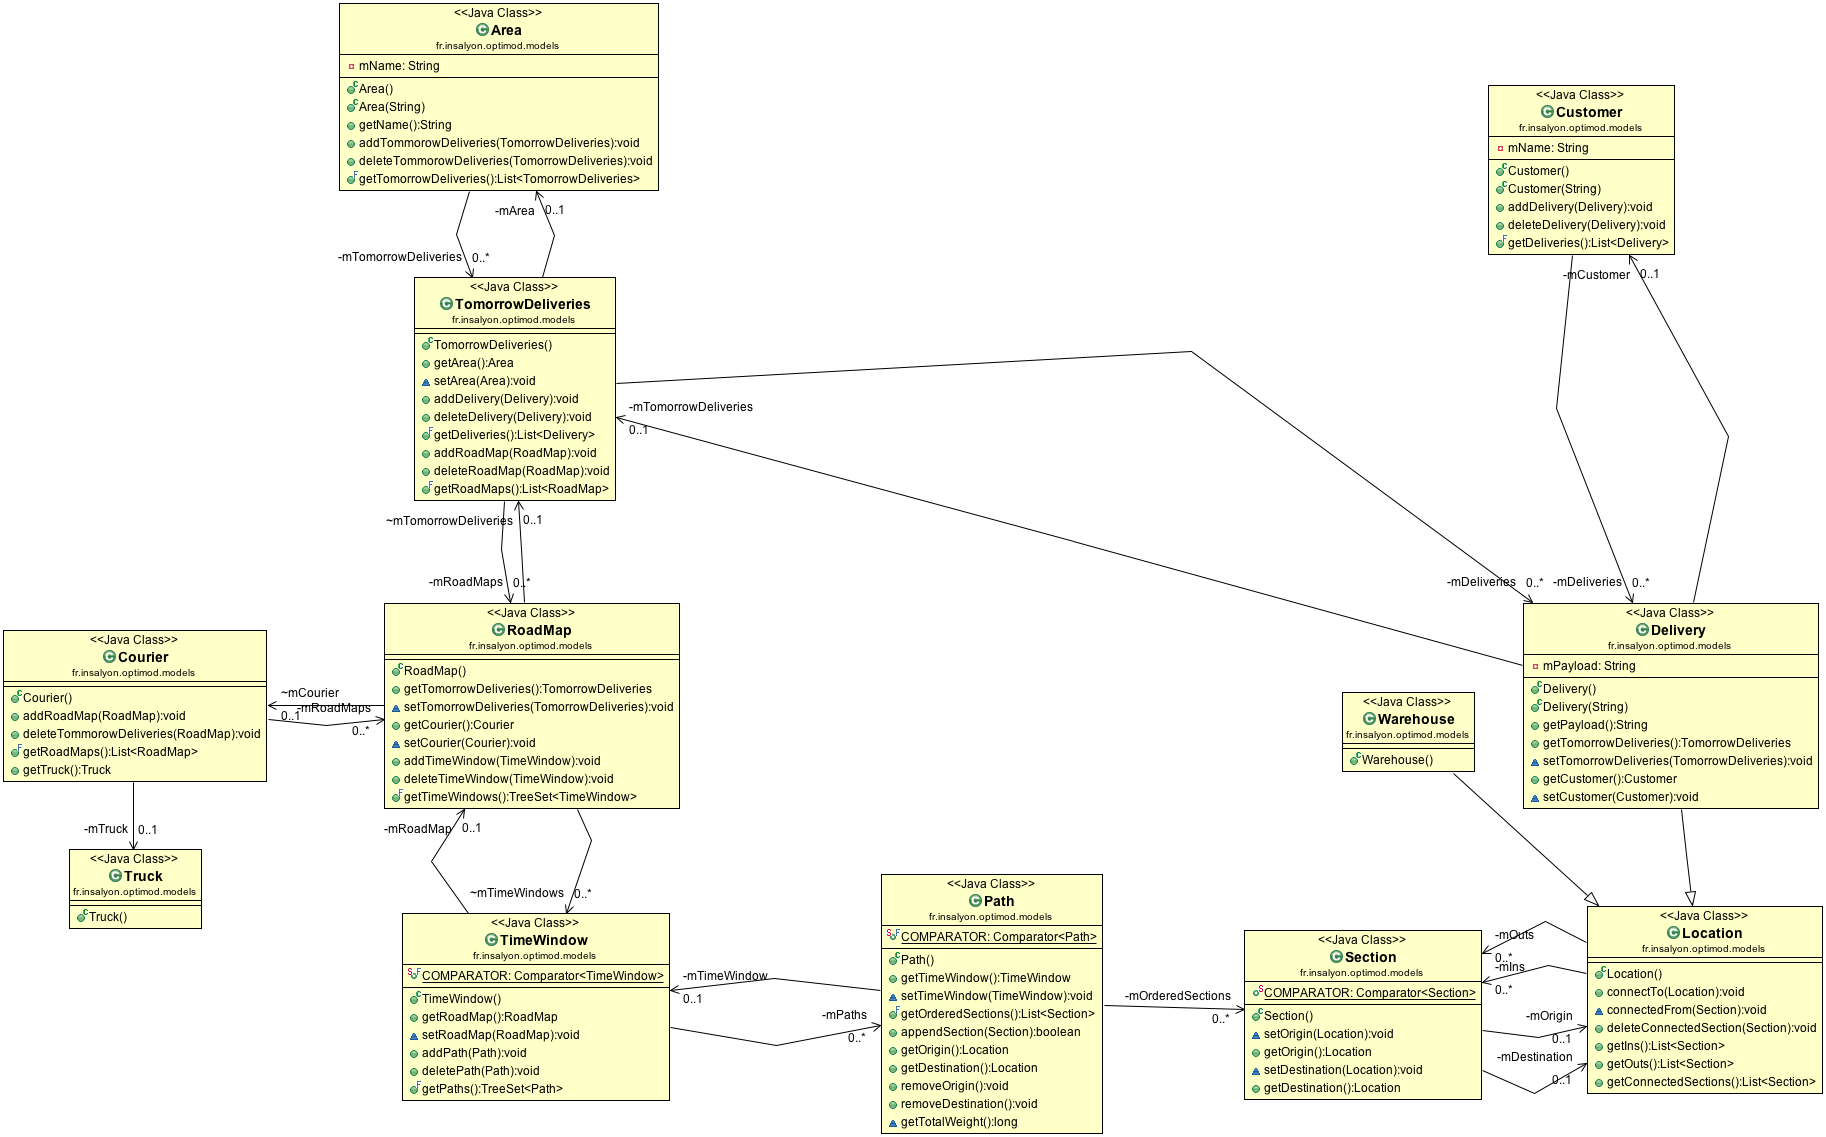 <<Java Class>>
Area
fr.insalyon.optimod.models
mName: String
Area()
Area(String)
getName():String
addTommorowDeliveries(TomorrowDeliveries):void
deleteTommorowDeliveries(TomorrowDeliveries):void
getTomorrowDeliveries():List<TomorrowDeliveries>
-mArea 0..1
-mTomorrowDeliveries 0..*
<<Java Class>>
Customer
fr.insalyon.optimod.models
mName: String
Customer()
Customer(String)
addDelivery(Delivery):void
deleteDelivery(Delivery):void
getDeliveries():List<Delivery>
-mCustomer 0..1
<<Java Class>>
TomorrowDeliveries
fr.insalyon.optimod.models
TomorrowDeliveries()
getArea():Area
setArea(Area):void
addDelivery(Delivery):void
deleteDelivery(Delivery):void
getDeliveries():List<Delivery>
addRoadMap(RoadMap):void
deleteRoadMap(RoadMap):void
getRoadMaps():List<RoadMap>
-mTomorrowDeliveries
0..1
~mTomorrowDeliveries 0..1
-mRoadMaps 0..*
-mDeliveries 0..*
-mDeliveries 0..*
<<Java Class>>
Courier
fr.insalyon.optimod.models
Courier()
addRoadMap(RoadMap):void
deleteTommorowDeliveries(RoadMap):void
getRoadMaps():List<RoadMap>
getTruck():Truck
~mCourier
0..1
-mRoadMaps
0..*
<<Java Class>>
RoadMap
fr.insalyon.optimod.models
RoadMap()
getTomorrowDeliveries():TomorrowDeliveries
setTomorrowDeliveries(TomorrowDeliveries):void
getCourier():Courier
setCourier(Courier):void
addTimeWindow(TimeWindow):void
deleteTimeWindow(TimeWindow):void
getTimeWindows():TreeSet<TimeWindow>
<<Java Class>>
Delivery
fr.insalyon.optimod.models
mPayload: String
Delivery()
Delivery(String)
getPayload():String
getTomorrowDeliveries():TomorrowDeliveries
setTomorrowDeliveries(TomorrowDeliveries):void
getCustomer():Customer
setCustomer(Customer):void
<<Java Class>>
Warehouse
fr.insalyon.optimod.models
Warehouse()
-mTruck 0..1
<<Java Class>>
Truck
fr.insalyon.optimod.models
Truck()
-mRoadMap 0..1
~mTimeWindows 0..*
<<Java Class>>
TimeWindow
fr.insalyon.optimod.models
COMPARATOR: Comparator<TimeWindow>
TimeWindow()
getRoadMap():RoadMap
setRoadMap(RoadMap):void
addPath(Path):void
deletePath(Path):void
getPaths():TreeSet<Path>
-mTimeWindow
0..1
-mPaths
0..*
<<Java Class>>
Path
fr.insalyon.optimod.models
COMPARATOR: Comparator<Path>
Path()
getTimeWindow():TimeWindow
setTimeWindow(TimeWindow):void
getOrderedSections():List<Section>
appendSection(Section):boolean
getOrigin():Location
getDestination():Location
removeOrigin():void
removeDestination():void
getTotalWeight():long
-mOrderedSections
0..*
<<Java Class>>
Section
fr.insalyon.optimod.models
COMPARATOR: Comparator<Section>
Section()
setOrigin(Location):void
getOrigin():Location
setDestination(Location):void
getDestination():Location
-mOuts
0..*
-mIns
0..*
-mOrigin
0..1
-mDestination
0..1
<<Java Class>>
Location
fr.insalyon.optimod.models
Location()
connectTo(Location):void
connectedFrom(Section):void
deleteConnectedSection(Section):void
getIns():List<Section>
getOuts():List<Section>
getConnectedSections():List<Section>